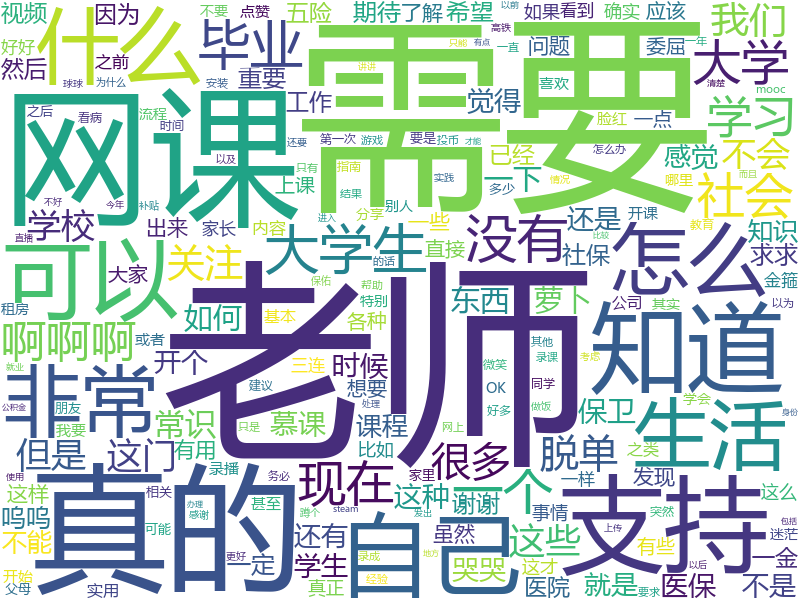 视频
因为
什么
毕业
五险
期待
了解
希望
不要
点赞
以前
高铁
如果
看到
确实
应该
我们
好好
然后
之前
重要
只能
有点
一直
一年
问题
委屈
大学
球球
为什么
安装
工作
需要
觉得
喜欢
清楚
mooc
网课
之后
看病
流程
时间
讲讲
还要
第一次
游戏
要是
投币
才能
脸红
一点
学习
以及
只有
已经
怎么办
感觉
不会
不好
今年
补贴
上课
指南
结果
实践
一下
多少
情况
哪里
而且
社会
学校
出来
家长
内容
分享
别人
没有
还是
开课
教育
知识
直播
可以
大家
关注
大学生
一些
直接
进入
的话
社保
比较
怎么
求求
租房
保佑
帮助
特别
东西
萝卜
公司
其实
金箍
以为
啊啊啊
或者
如何
基本
各种
老师
知道
就业
开个
三连
时候
微笑
其他
录课
考虑
非常
建议
想要
OK
同学
公积金
朋友
常识
只是
慕课
处理
好多
做饭
保卫
生活
学会
身份
我要
课程
网上
但是
这门
有用
录播
比如
很多
脱单
之类
家里
一样
发现
真的
务必
现在
一个
支持
这样
相关
甚至
这种
谢谢
事情
突然
这么
使用
办理
感谢
steam
蹲个
自己
发出
上传
包括
呜呜
可能
还有
虽然
这些
迷茫
不能
更好
一定
学生
录成
哭哭
地方
这才
有些
一金
开始
父母
实用
真正
经验
医院
就是
要求
医保
以后
不是